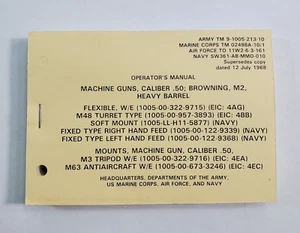 ARMY TM 9-1005-213-10
MARINE CORPS TM 02498A-10/1
AIR FORCE TO 11W2-6-3-161
NAVY SW361-AB-MMO-010
Supersedes copy
dated 12 July 1968
OPERATOR'S MANUAL
MACHINE GUNS, CALIBER .50; BROWNING, M2,
HEAVY BARREL
FLEXIBLE, W/E (1005-00-322-9715) (EIC: 4AG)
M48 TURRET TYPE (1005-00-957-3893) (EIC: 4BB)
SOFT MOUNT (1005-LL-H11-5877) (NAVY)
FIXED TYPE RIGHT HAND FEED (1005-00-122-9339) (NAVY)
FIXED TYPE LEFT HAND FEED (1005-00-122-9368) (NAVY)
MOUNTS, MACHINE GUN, CALIBER .50,
M3 TRIPOD W/E (1005-00-322-9716) (EIC: 4EA)
M63 ANTIAIRCRAFT W/E (1005-00-673-3246) (EIC: 4EC)
HEADQUARTERS, DEPARTMENTS OF THE ARMY,
US MARINE CORPS, AIR FORCE, AND NAVY